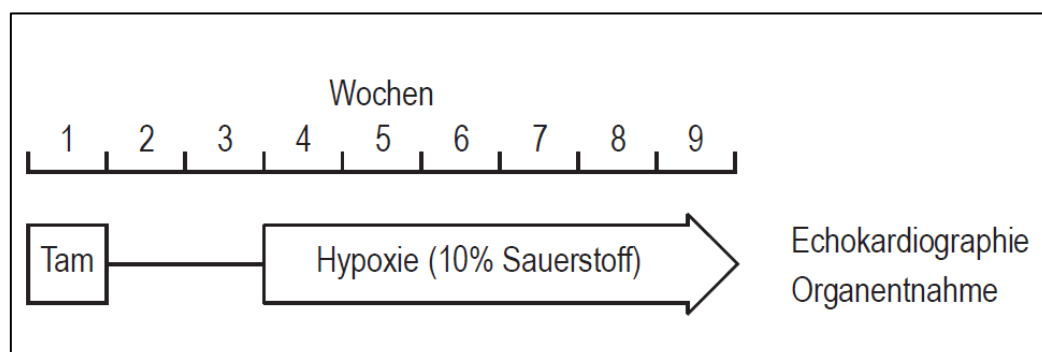 Wochen
1 2 3 4 5 6 7 8 9
Tam
Hypoxie (10% Sauerstoff)
Echokardiographie
Organentnahme